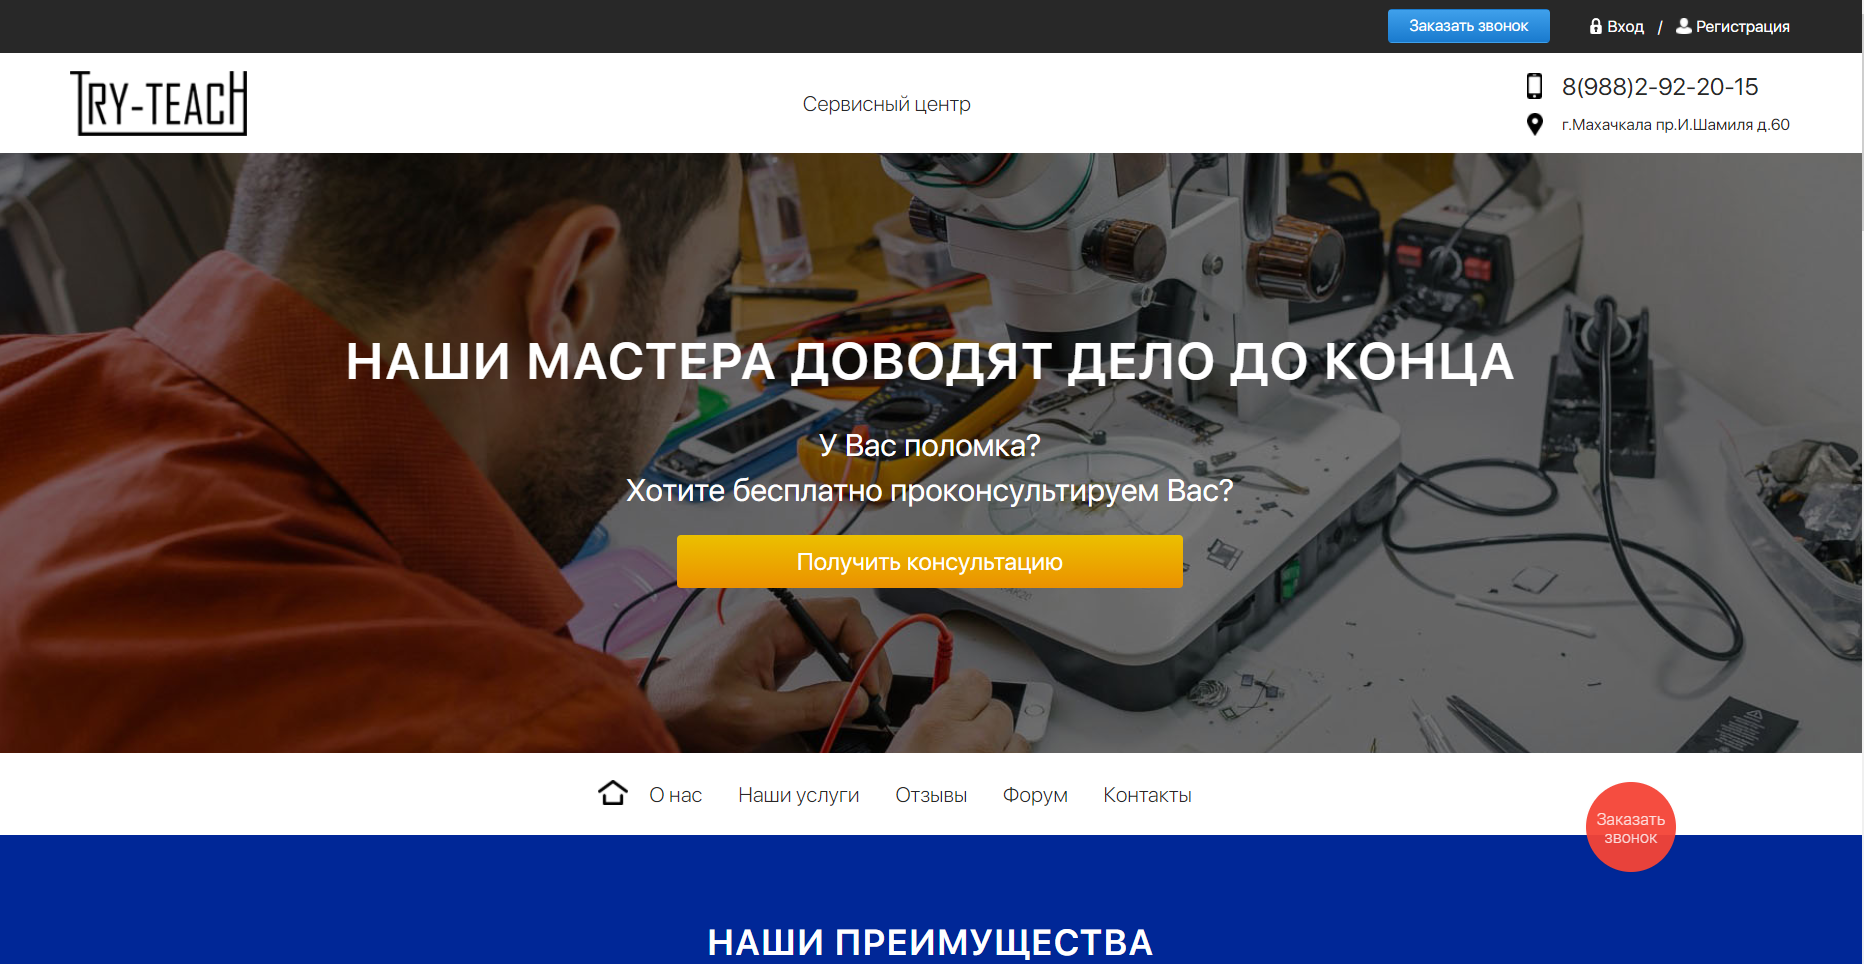 Заказать звонок
Вход / Регистрация
TRY-TEACH
Сервисный центр
8(988)2-92-20-15
г.Махачкала пр.И.Шамиля д.60
НАШИ МАСТЕРА ДОВОДЯТ ДЕЛО ДО КОНЦА
У Вас поломка?
Хотите бесплатно проконсультируем Вас?
Получить консультацию
О нас
Наши услуги
Отзывы
Форум
Контакты
Заказать
звонок
НАШИ ПРЕИМУЩЕСТВА